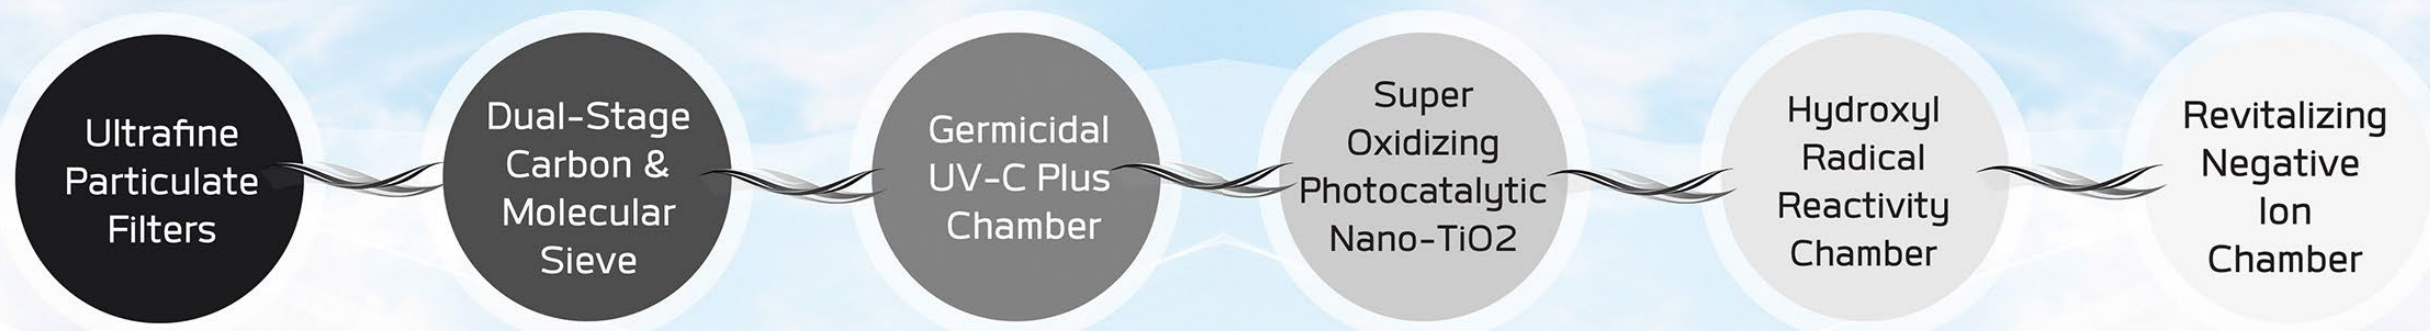 Ultrafine
Particulate
Filters
Dual-Stage
Carbon &
Molecular
Sieve
Germicidal
UV-C Plus
Chamber
Super
Oxidizing
Photocatalytic
Nano-TiO2
Hydroxyl
Radical
Reactivity
Chamber
Revitalizing
Negative
Ion
Chamber